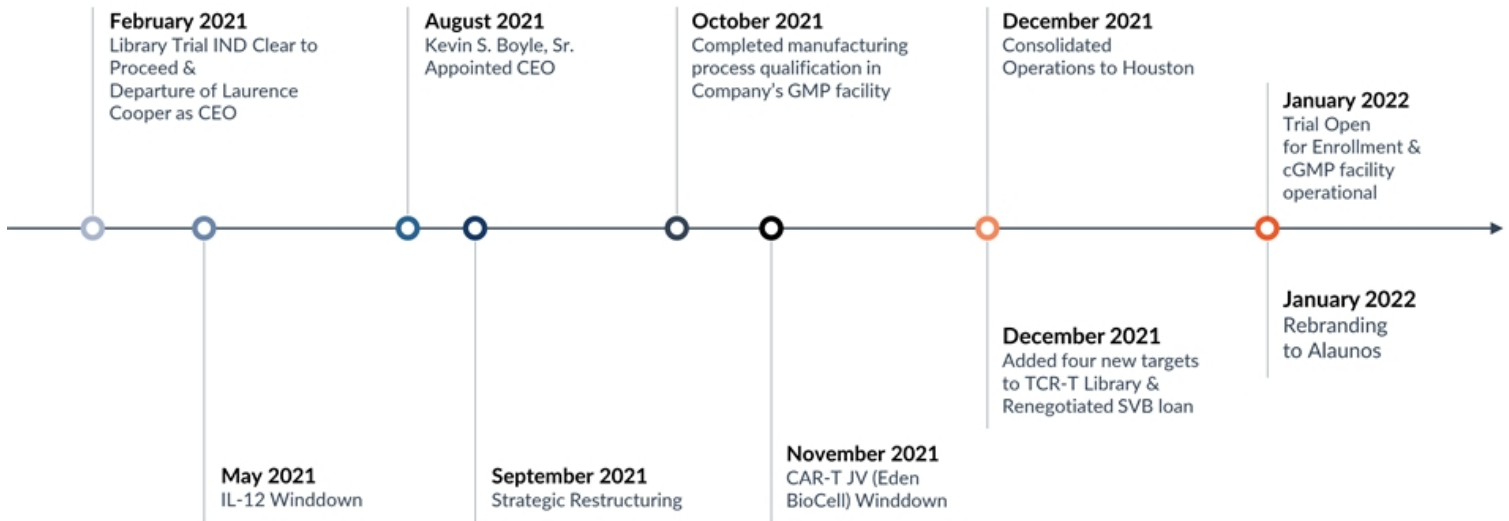 February 2021
Library Trial IND Clear to
Proceed &
Departure of Laurence
Cooper as CEO
August 2021
Kevin S. Boyle, Sr.
Appointed CEO
October 2021
Completed manufacturing
process qualification in
Company's GMP facility
December 2021
Consolidated
Operations to Houston
January 2022
Trial Open
for Enrollment &
cGMP facility
operational
May 2021
IL-12 Winddown
September 2021
Strategic Restructuring
November 2021
CAR-T JV (Eden
BioCell) Winddown
December 2021
Added four new targets
to TCR-T Library &
Renegotiated SVB loan
January 2022
Rebranding
to Alaunos